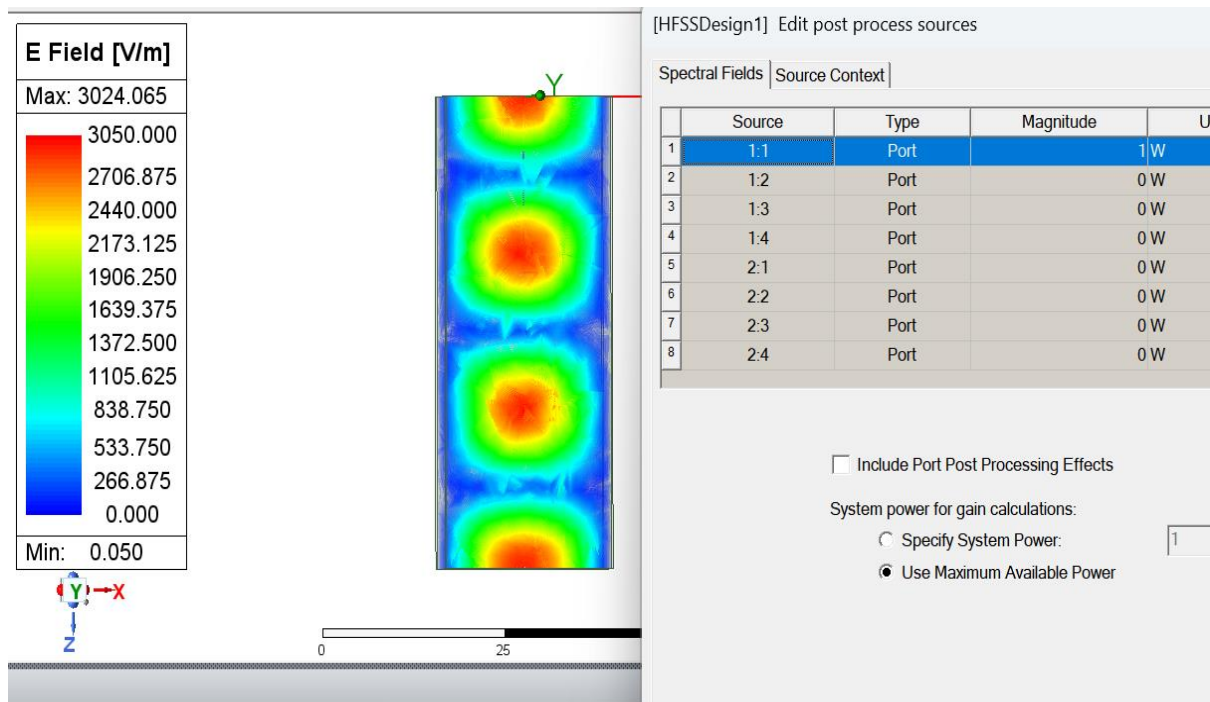 [HFSSDesign1] Edit post process sources
E Field [V/m]
Max: 3024.065
3050.000
2706.875
2440.000
2173.125
1906.250
1639.375
1372.500
1105.625
838.750
533.750
266.875
0.000
Min: 0.050
Y
Y
X
Z
0 25
Spectral Fields Source Context
Source Type Magnitude U
1 1:1 Port 1 W
2 1:2 Port 0 W
3 1:3 Port 0 W
4 1:4 Port 0 W
5 2:1 Port 0 W
6 2:2 Port 0 W
7 2:3 Port 0 W
8 2:4 Port 0 W
Include Port Post Processing Effects
System power for gain calculations:
Specify System Power: 1
Use Maximum Available Power